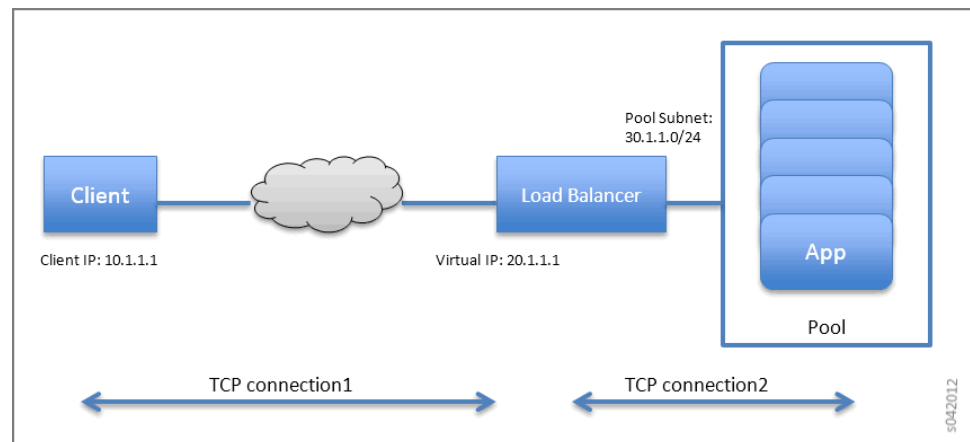 Pool Subnet:
30.1.1.0/24
Client
Load Balancer
App
Client IP: 10.1.1.1
Virtual IP: 20.1.1.1
Pool
TCP connection1
TCP connection2
s042012